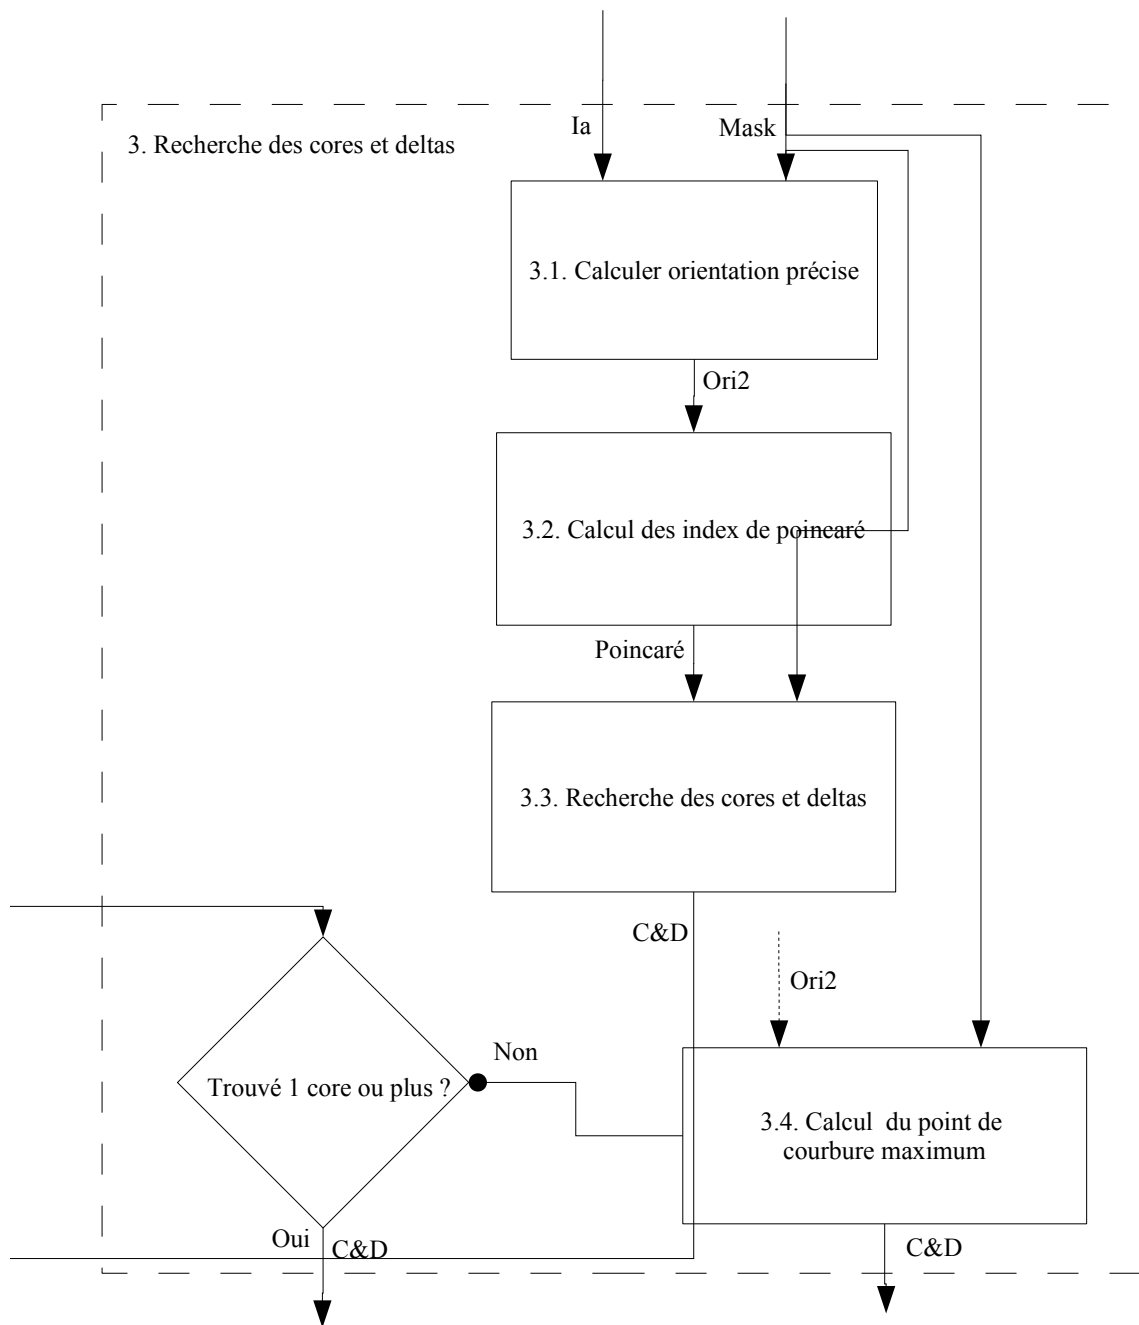 Ia
Mask
3. Recherche des cores et deltas
3.1. Calculer orientation précise
Ori2
3.2. Calcul des index de poincaré
Poincaré
3.3. Recherche des cores et deltas
C&D
Ori2
Non
Trouvé 1 core ou plus ?
3.4. Calcul du point de
courbure maximum
Oui
C&D
C&D